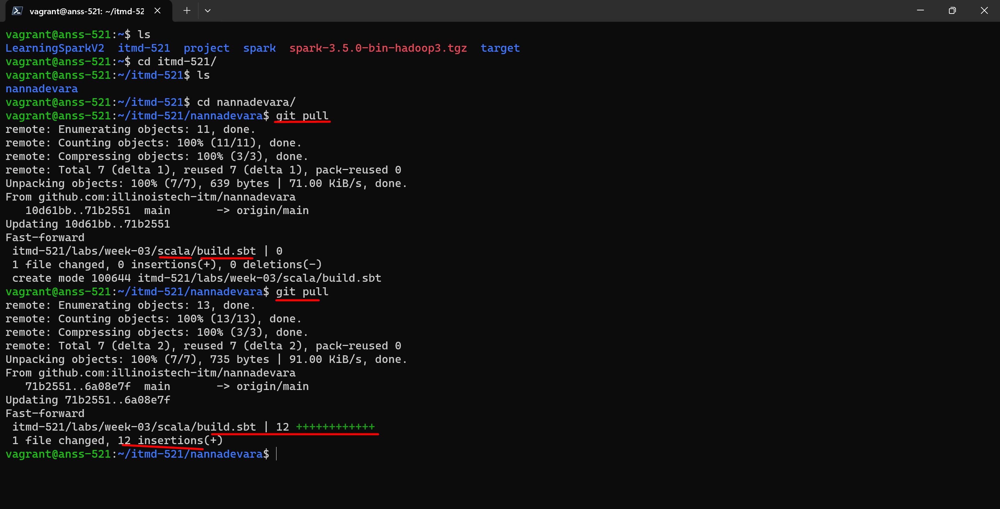 vagrant@anss-521: ~/itmd-52
vagrant@anss-521:~$ ls
LearningSparkV2  itmd-521  project  spark  spark-3.5.0-bin-hadoop3.tgz  target
vagrant@anss-521:~$ cd itmd-521/
vagrant@anss-521:~/itmd-521$ ls
nannadevara
vagrant@anss-521:~/itmd-521$ cd nannadevara/
vagrant@anss-521:~/itmd-521/nannadevara$ git pull
remote: Enumerating objects: 11, done.
remote: Counting objects: 100% (11/11), done.
remote: Compressing objects: 100% (3/3), done.
remote: Total 7 (delta 1), reused 7 (delta 1), pack-reused 0
Unpacking objects: 100% (7/7), 639 bytes | 71.00 KiB/s, done.
From github.com:illinoistech-itm/nannadevara
   10d61bb..71b2551  main       -> origin/main
Updating 10d61bb..71b2551
Fast-forward
 itmd-521/labs/week-03/scala/build.sbt | 0
 1 file changed, 0 insertions(+), 0 deletions(-)
 create mode 100644 itmd-521/labs/week-03/scala/build.sbt
vagrant@anss-521:~/itmd-521/nannadevara$ git pull
remote: Enumerating objects: 13, done.
remote: Counting objects: 100% (13/13), done.
remote: Compressing objects: 100% (3/3), done.
remote: Total 7 (delta 2), reused 7 (delta 2), pack-reused 0
Unpacking objects: 100% (7/7), 735 bytes | 91.00 KiB/s, done.
From github.com:illinoistech-itm/nannadevara
   71b2551..6a08e7f  main       -> origin/main
Updating 71b2551..6a08e7f
Fast-forward
 itmd-521/labs/week-03/scala/build.sbt | 12 ++++++++++++
 1 file changed, 12 insertions(+)
vagrant@anss-521:~/itmd-521/nannadevara$